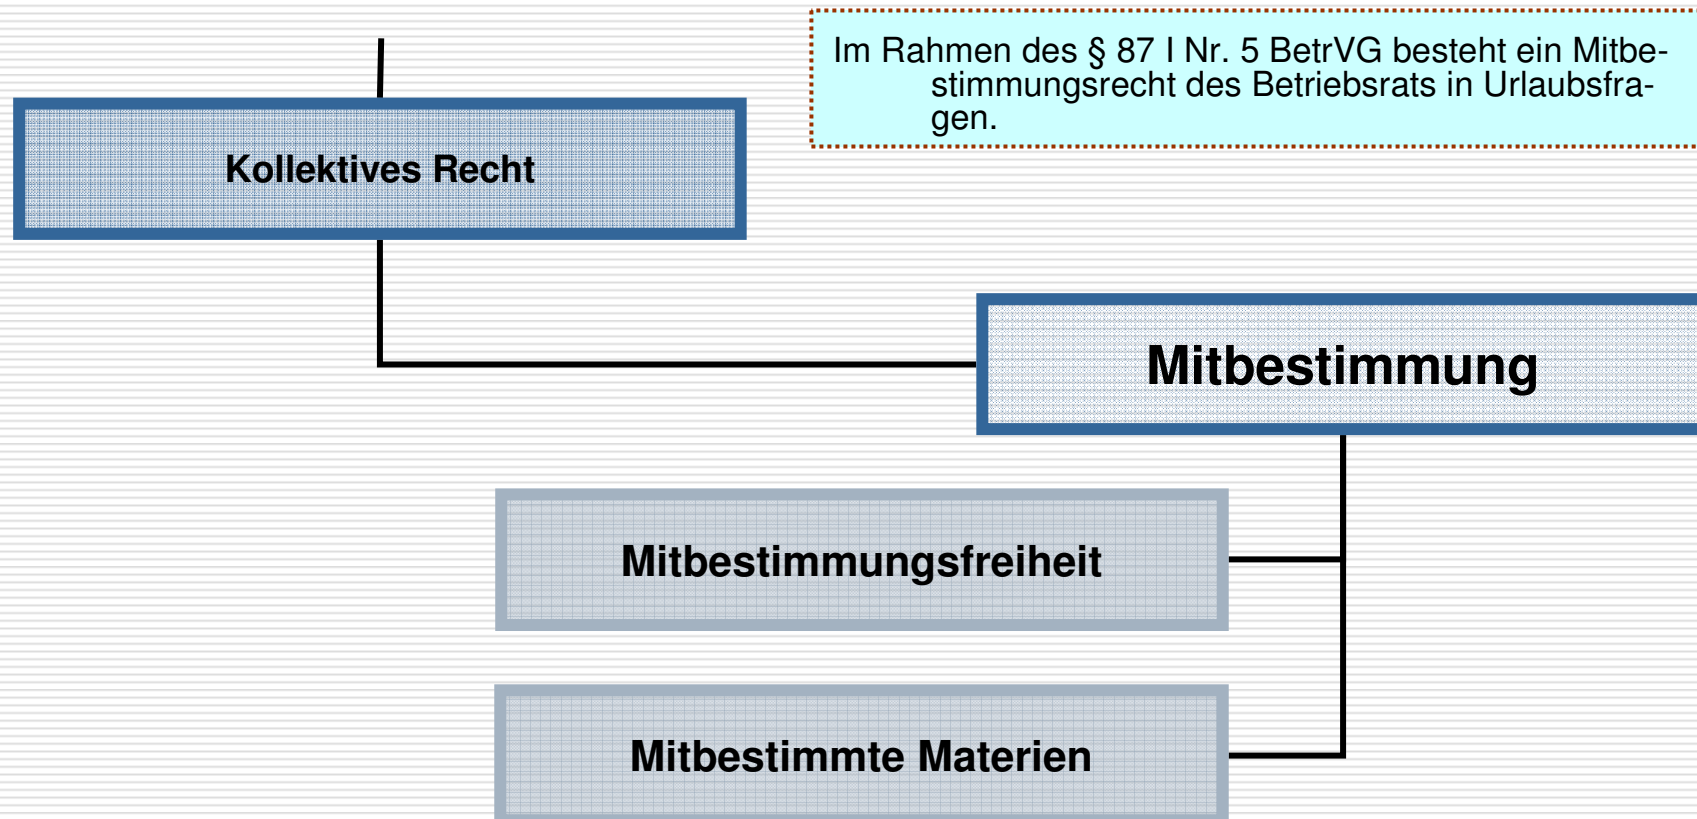 Im Rahmen des § 87 I Nr. 5 BetrVG besteht ein Mitbe-
stimmungsrecht des Betriebsrats in Urlaubsfra-
gen.
Kollektives Recht
Mitbestimmung
Mitbestimmungsfreiheit
Mitbestimmte Materien